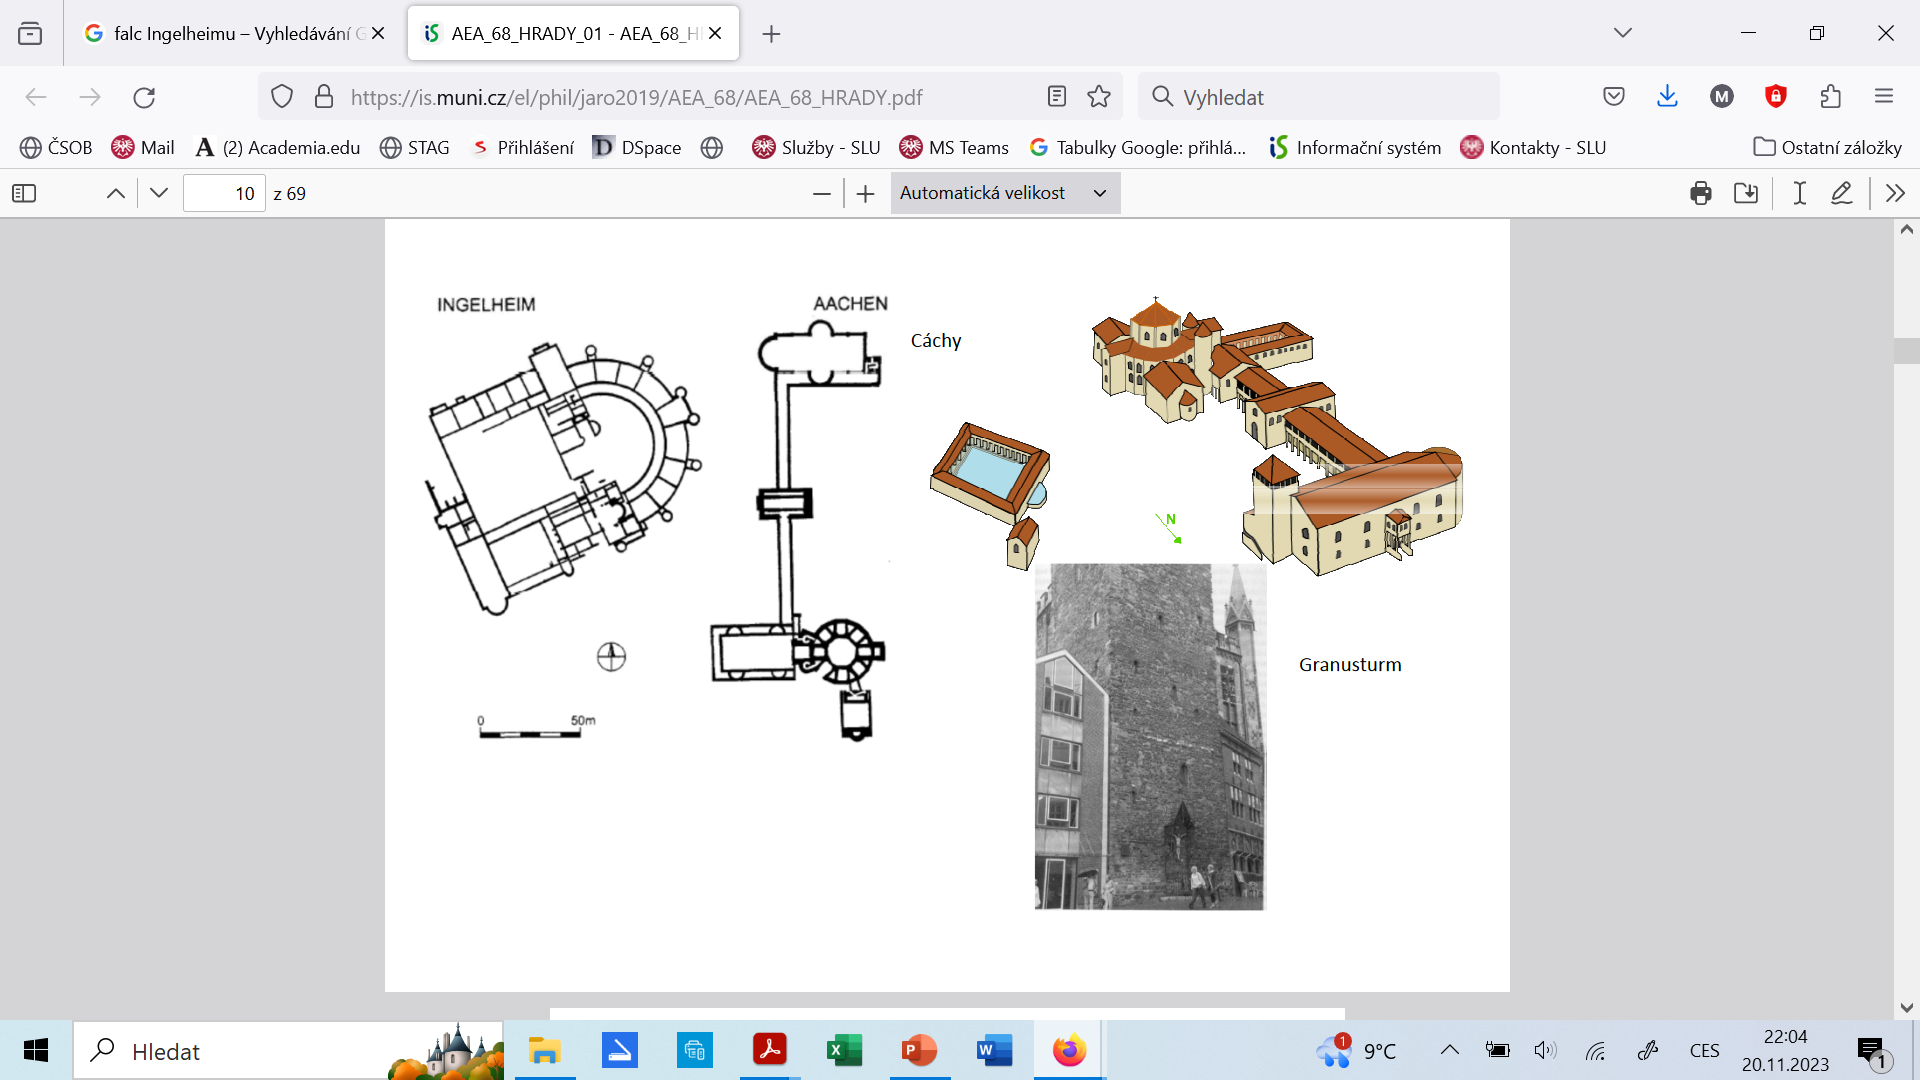 falc Ingelheimu – Vyhledávání G
AEA_68_HRADY_01 - AEA_68_H
https://is.muni.cz/el/phil/jaro2019/AEA_68/AEA_68_HRADY.pdf
Vyhledat
M
ČSOB
Mail
(2) Academia.edu
STAG
Přihlášení
DSpace
Služby - SLU
MS Teams
Tabulky Google: přihlá...
Informační systém
Kontakty - SLU
Ostatní záložky
10 z 69
Automatická velikost
INGELHEIM
AACHEN
Cáchy
N
Granusturm
0 50m
Hledat
1
9°C
CES
22:04
20.11.2023
1